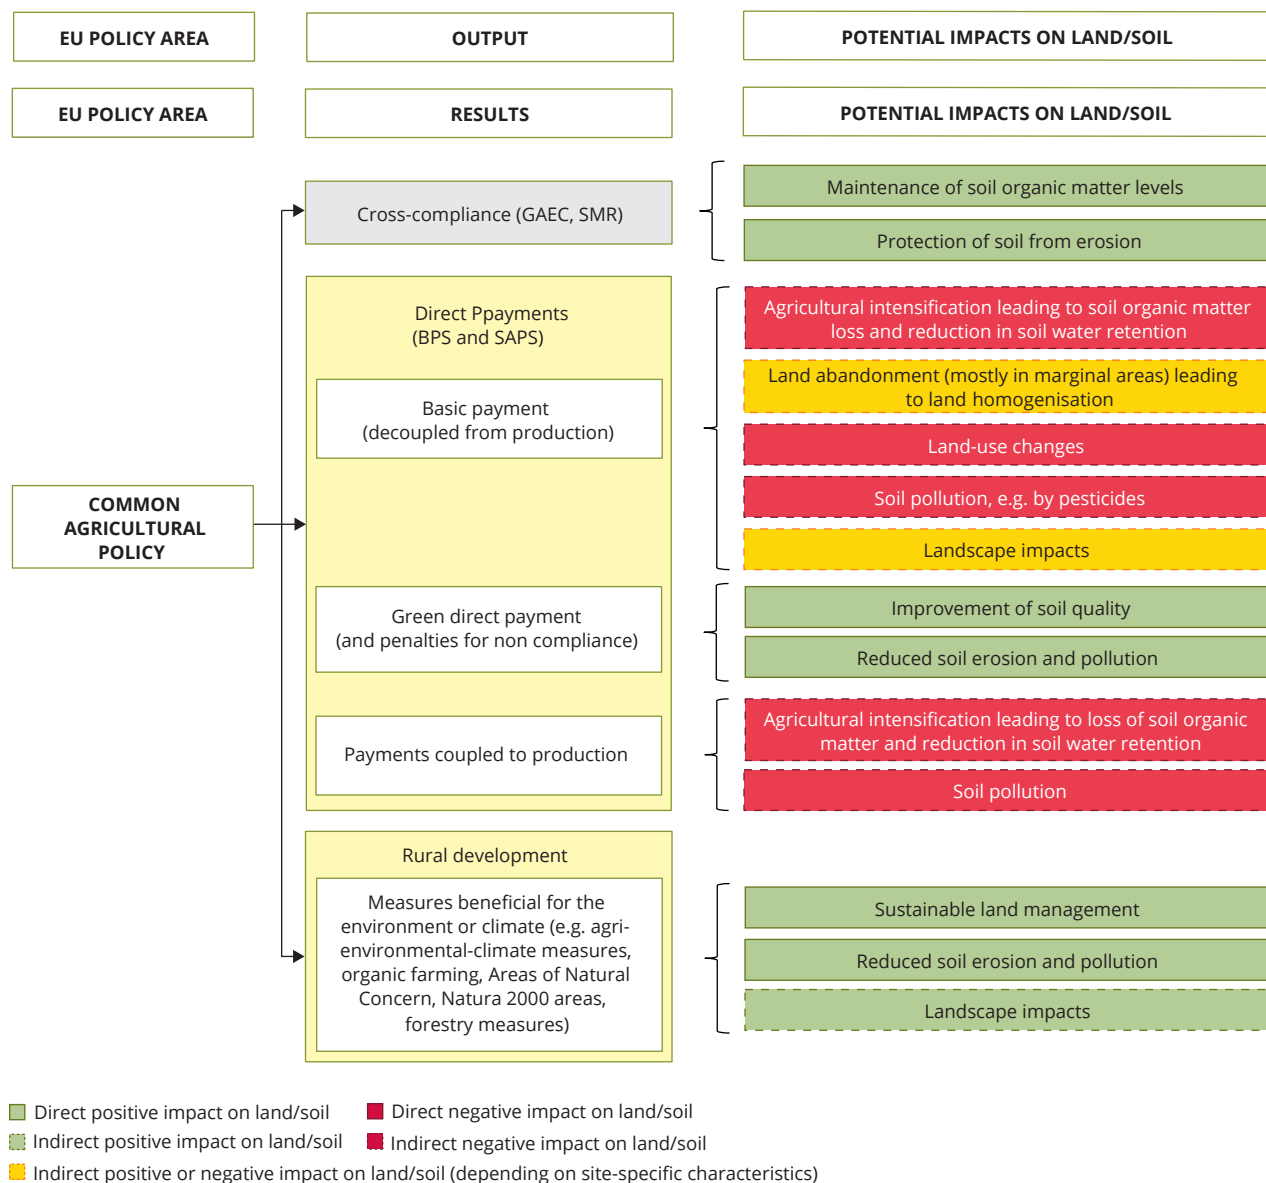 EU POLICY AREA
OUTPUT
POTENTIAL IMPACTS ON LAND/SOIL
EU POLICY AREA
RESULTS
POTENTIAL IMPACTS ON LAND/SOIL
COMMON
AGRICULTURAL
POLICY
Cross-compliance (GAEC, SMR)
Maintenance of soil organic matter levels
Protection of soil from erosion
Direct Ppayments
(BPS and SAPS)
Basic payment
(decoupled from production)
Agricultural intensification leading to soil organic matter
loss and reduction in soil water retention
Land abandonment (mostly in marginal areas) leading
to land homogenisation
Land-use changes
Soil pollution, e.g. by pesticides
Landscape impacts
Green direct payment
(and penalties for non compliance)
Improvement of soil quality
Reduced soil erosion and pollution
Payments coupled to production
Agricultural intensification leading to loss of soil organic
matter and reduction in soil water retention
Soil pollution
Rural development
Measures beneficial for the
environment or climate (e.g. agri-
environmental-climate measures,
organic farming, Areas of Natural
Concern, Natura 2000 areas,
forestry measures)
Sustainable land management
Reduced soil erosion and pollution
Landscape impacts
Direct positive impact on land/soil
Direct negative impact on land/soil
Indirect positive impact on land/soil
Indirect negative impact on land/soil
Indirect positive or negative impact on land/soil (depending on site-specific characteristics)